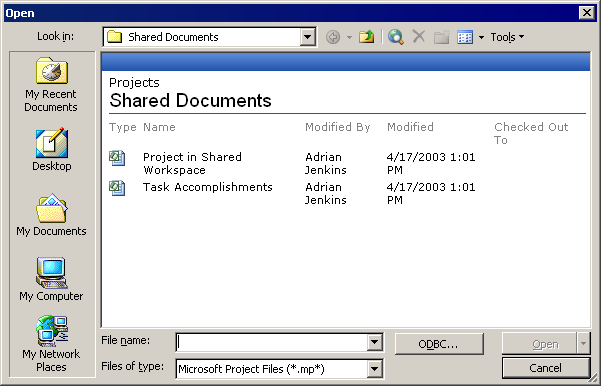 Open
Look in: Shared Documents Tools
Projects
Shared Documents
Type Name Modified By Modified Checked Out To
Project in Shared Workspace Adrian Jenkins 4/17/2003 1:01 PM
Task Accomplishments Adrian Jenkins 4/17/2003 1:01 PM
My Recent Documents
Desktop
My Documents
My Computer
My Network Places
File name: ODBC... Open
Files of type: Microsoft Project Files (*.mp*) Cancel